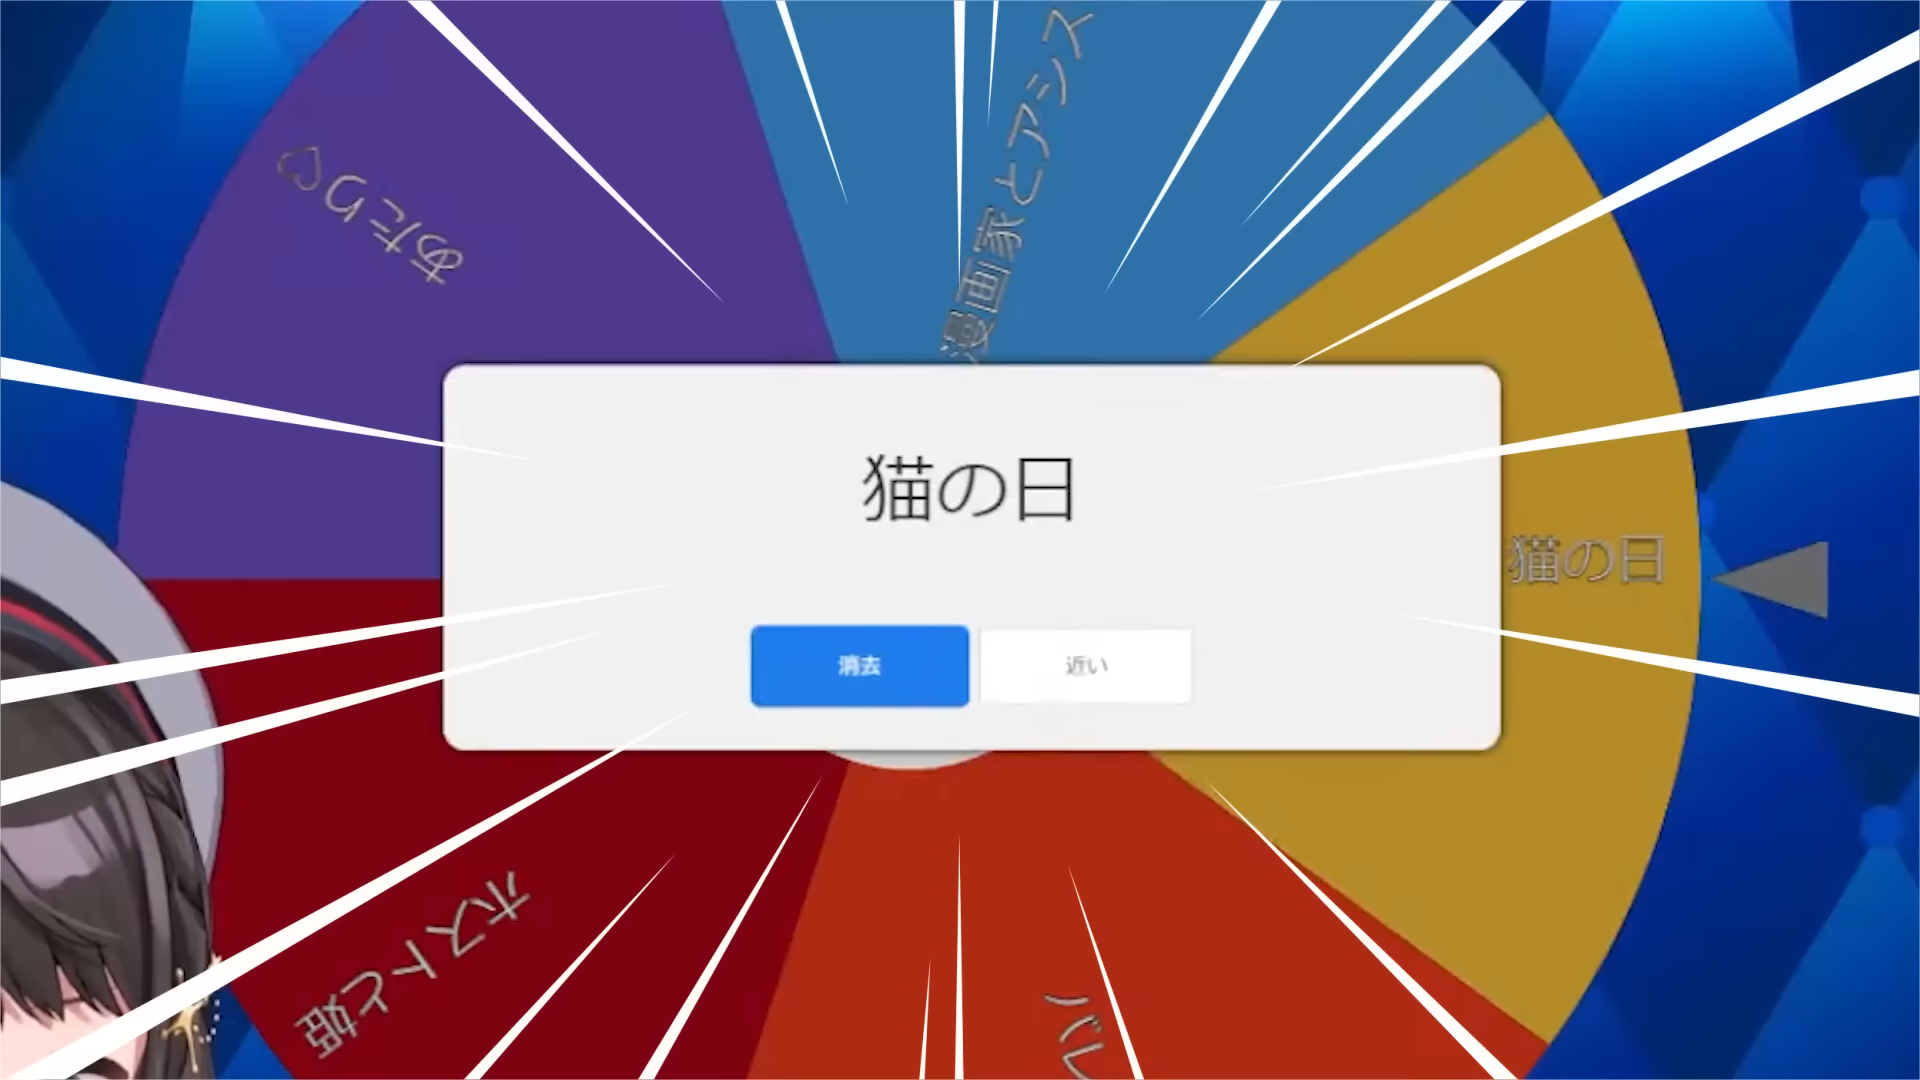 あたり♡
漫画家とアシス
猫の日
猫の日
消去
近い
ホストと姫
バレ